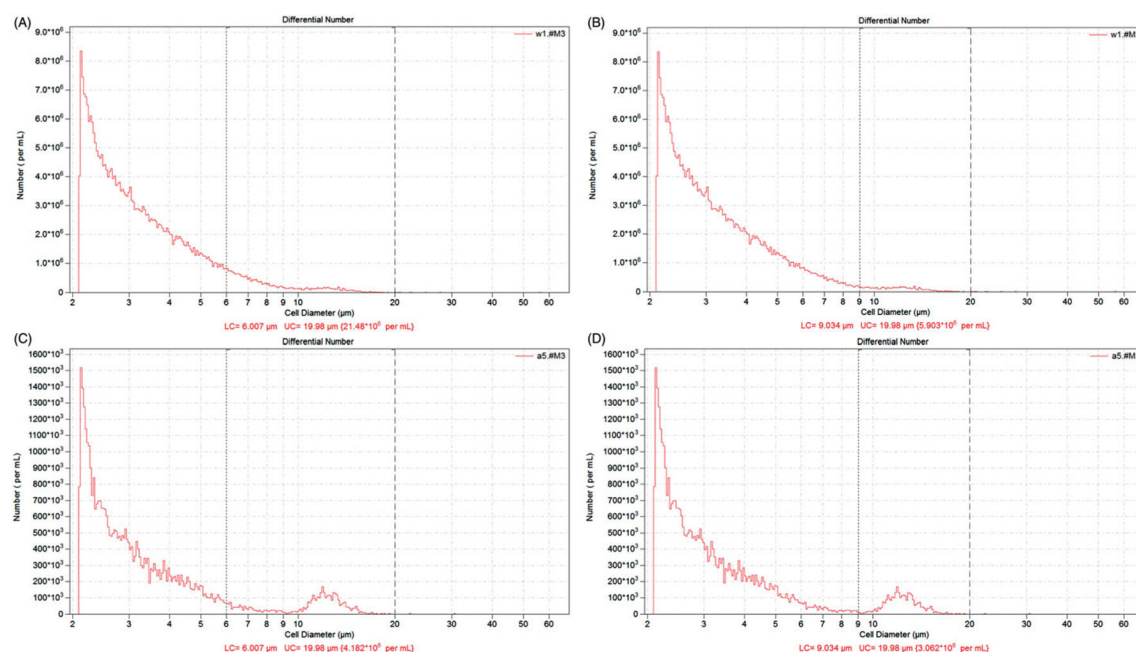 (A)
Differential Number
w1.#M3
9.0*10⁶
8.0*10⁶
7.0*10⁶
6.0*10⁶
5.0*10⁶
4.0*10⁶
3.0*10⁶
2.0*10⁶
1.0*10⁶
0
Number ( per mL)
2 3 4 5 6 7 8 9 10 20 30 40 50 60
Cell Diameter (µm)
LC= 6.007 µm UC= 19.98 µm {21.48*10⁶ per mL}
(B)
Differential Number
w1.#M3
9.0*10⁶
8.0*10⁶
7.0*10⁶
6.0*10⁶
5.0*10⁶
4.0*10⁶
3.0*10⁶
2.0*10⁶
1.0*10⁶
0
Number ( per mL)
2 3 4 5 6 7 8 9 10 20 30 40 50 60
Cell Diameter (µm)
LC= 9.034 µm UC= 19.98 µm {5.903*10⁶ per mL}
(C)
Differential Number
a5.#M3
1600*10³
1500*10³
1400*10³
1300*10³
1200*10³
1100*10³
1000*10³
900*10³
800*10³
700*10³
600*10³
500*10³
400*10³
300*10³
200*10³
100*10³
0
Number ( per mL)
2 3 4 5 6 7 8 9 10 20 30 40 50 60
Cell Diameter (µm)
LC= 6.007 µm UC= 19.98 µm {4.182*10⁶ per mL}
(D)
Differential Number
a5.#M3
1600*10³
1500*10³
1400*10³
1300*10³
1200*10³
1100*10³
1000*10³
900*10³
800*10³
700*10³
600*10³
500*10³
400*10³
300*10³
200*10³
100*10³
0
Number ( per mL)
2 3 4 5 6 7 8 9 10 20 30 40 50 60
Cell Diameter (µm)
LC= 9.034 µm UC= 19.98 µm {3.062*10⁶ per mL}